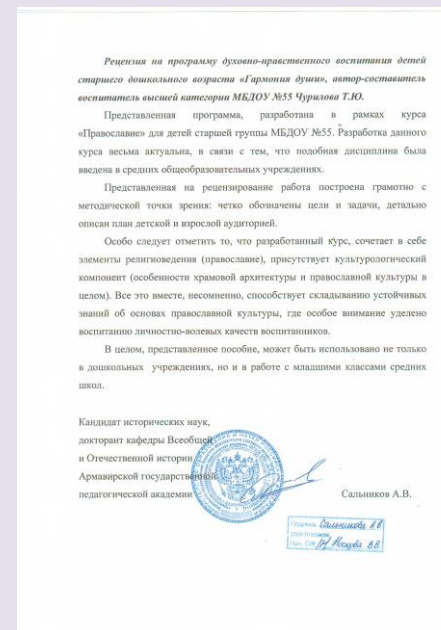 Рецензия на программу духовно-нравственного воспитания детей
старшего дошкольного возраста «Гармония души», автор-составитель
воспитатель высшей категории МБДОУ №55 Чурилова Т.Ю.
Представленная программа, разработана в рамках курса
«Православие» для детей старшей группы МБДОУ №55. Разработка данного
курса весьма актуальна, в связи с тем, что подобная дисциплина была
введена в средних общеобразовательных учреждениях.
Представленная на рецензирование работа построена грамотно с
методической точки зрения: четко обозначены цели и задачи, детально
описан план детской и взрослой аудиторией.
Особо следует отметить то, что разработанный курс, сочетает в себе
элементы религиоведения (православие), присутствует культурологический
компонент (особенности храмовой архитектуры и православной культуры в
целом). Все это вместе, несомненно, способствует складыванию устойчивых
знаний об основах православной культуры, где особое внимание уделено
воспитанию личностно-волевых качеств воспитанников.
В целом, представленное пособие, может быть использовано не только
в дошкольных учреждениях, но и в работе с младшими классами средних
школ.
Кандидат исторических наук,
докторант кафедры Всеобщей
и Отечественной истории
Армавирской государственной
педагогической академии
Сальников А.В.
Подпись Сальникова А В